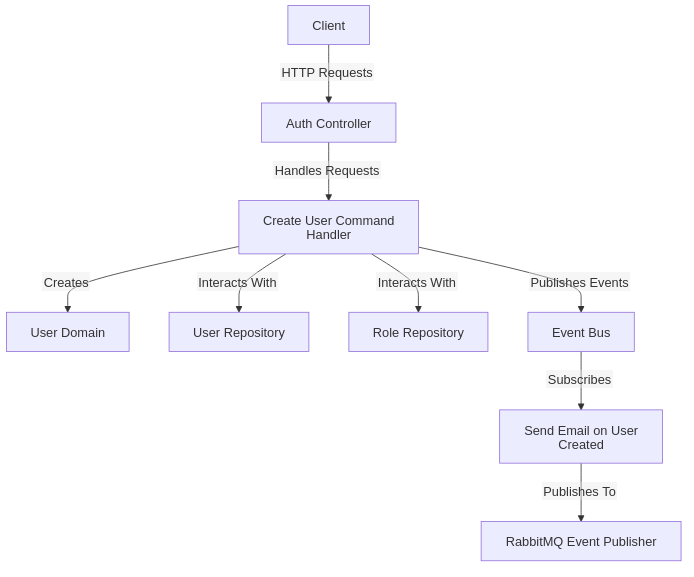 Client
HTTP Requests
Auth Controller
Handles Requests
Create User Command
Handler
Creates
Interacts With
Interacts With
Publishes Events
User Domain
User Repository
Role Repository
Event Bus
Subscribes
Send Email on User
Created
Publishes To
RabbitMQ Event Publisher